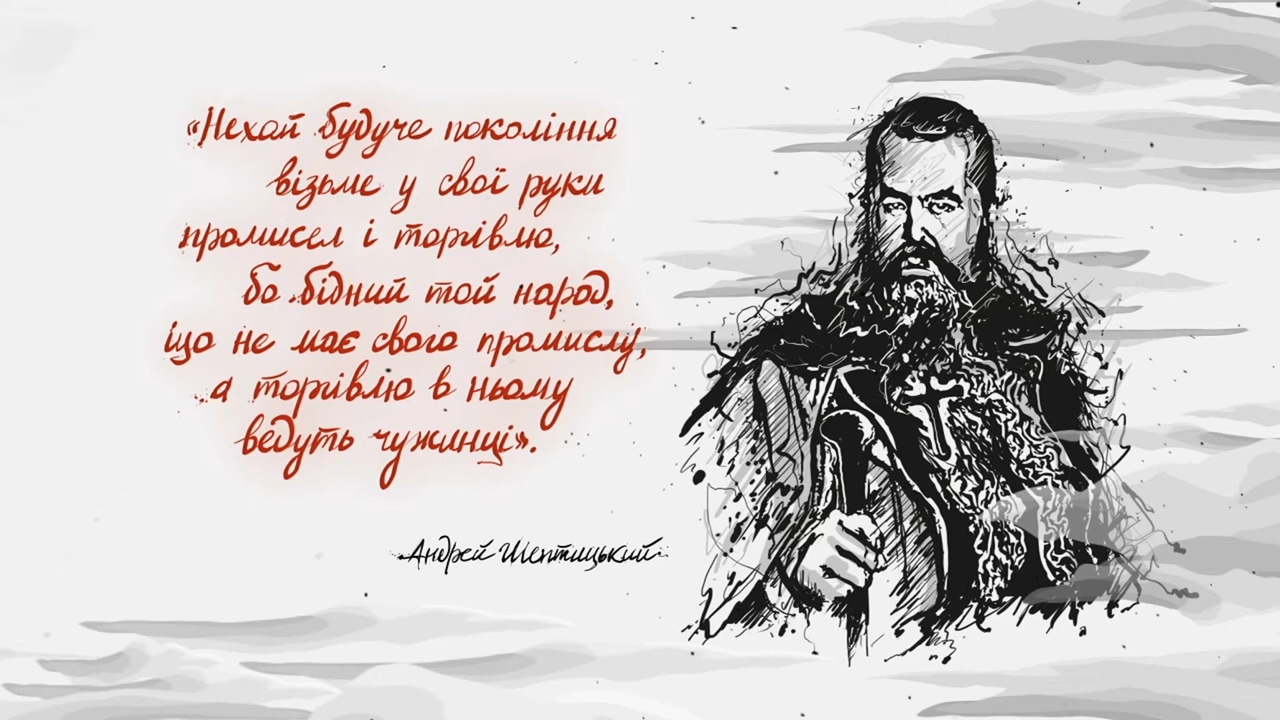 «Нехай будуче покоління
візьме у свої руки
промисел і торгівлю,
бо бідний той народ,
що не має свого промислу,
а торгівлю в ньому
ведуть чужинці».
Андрей Шептицький